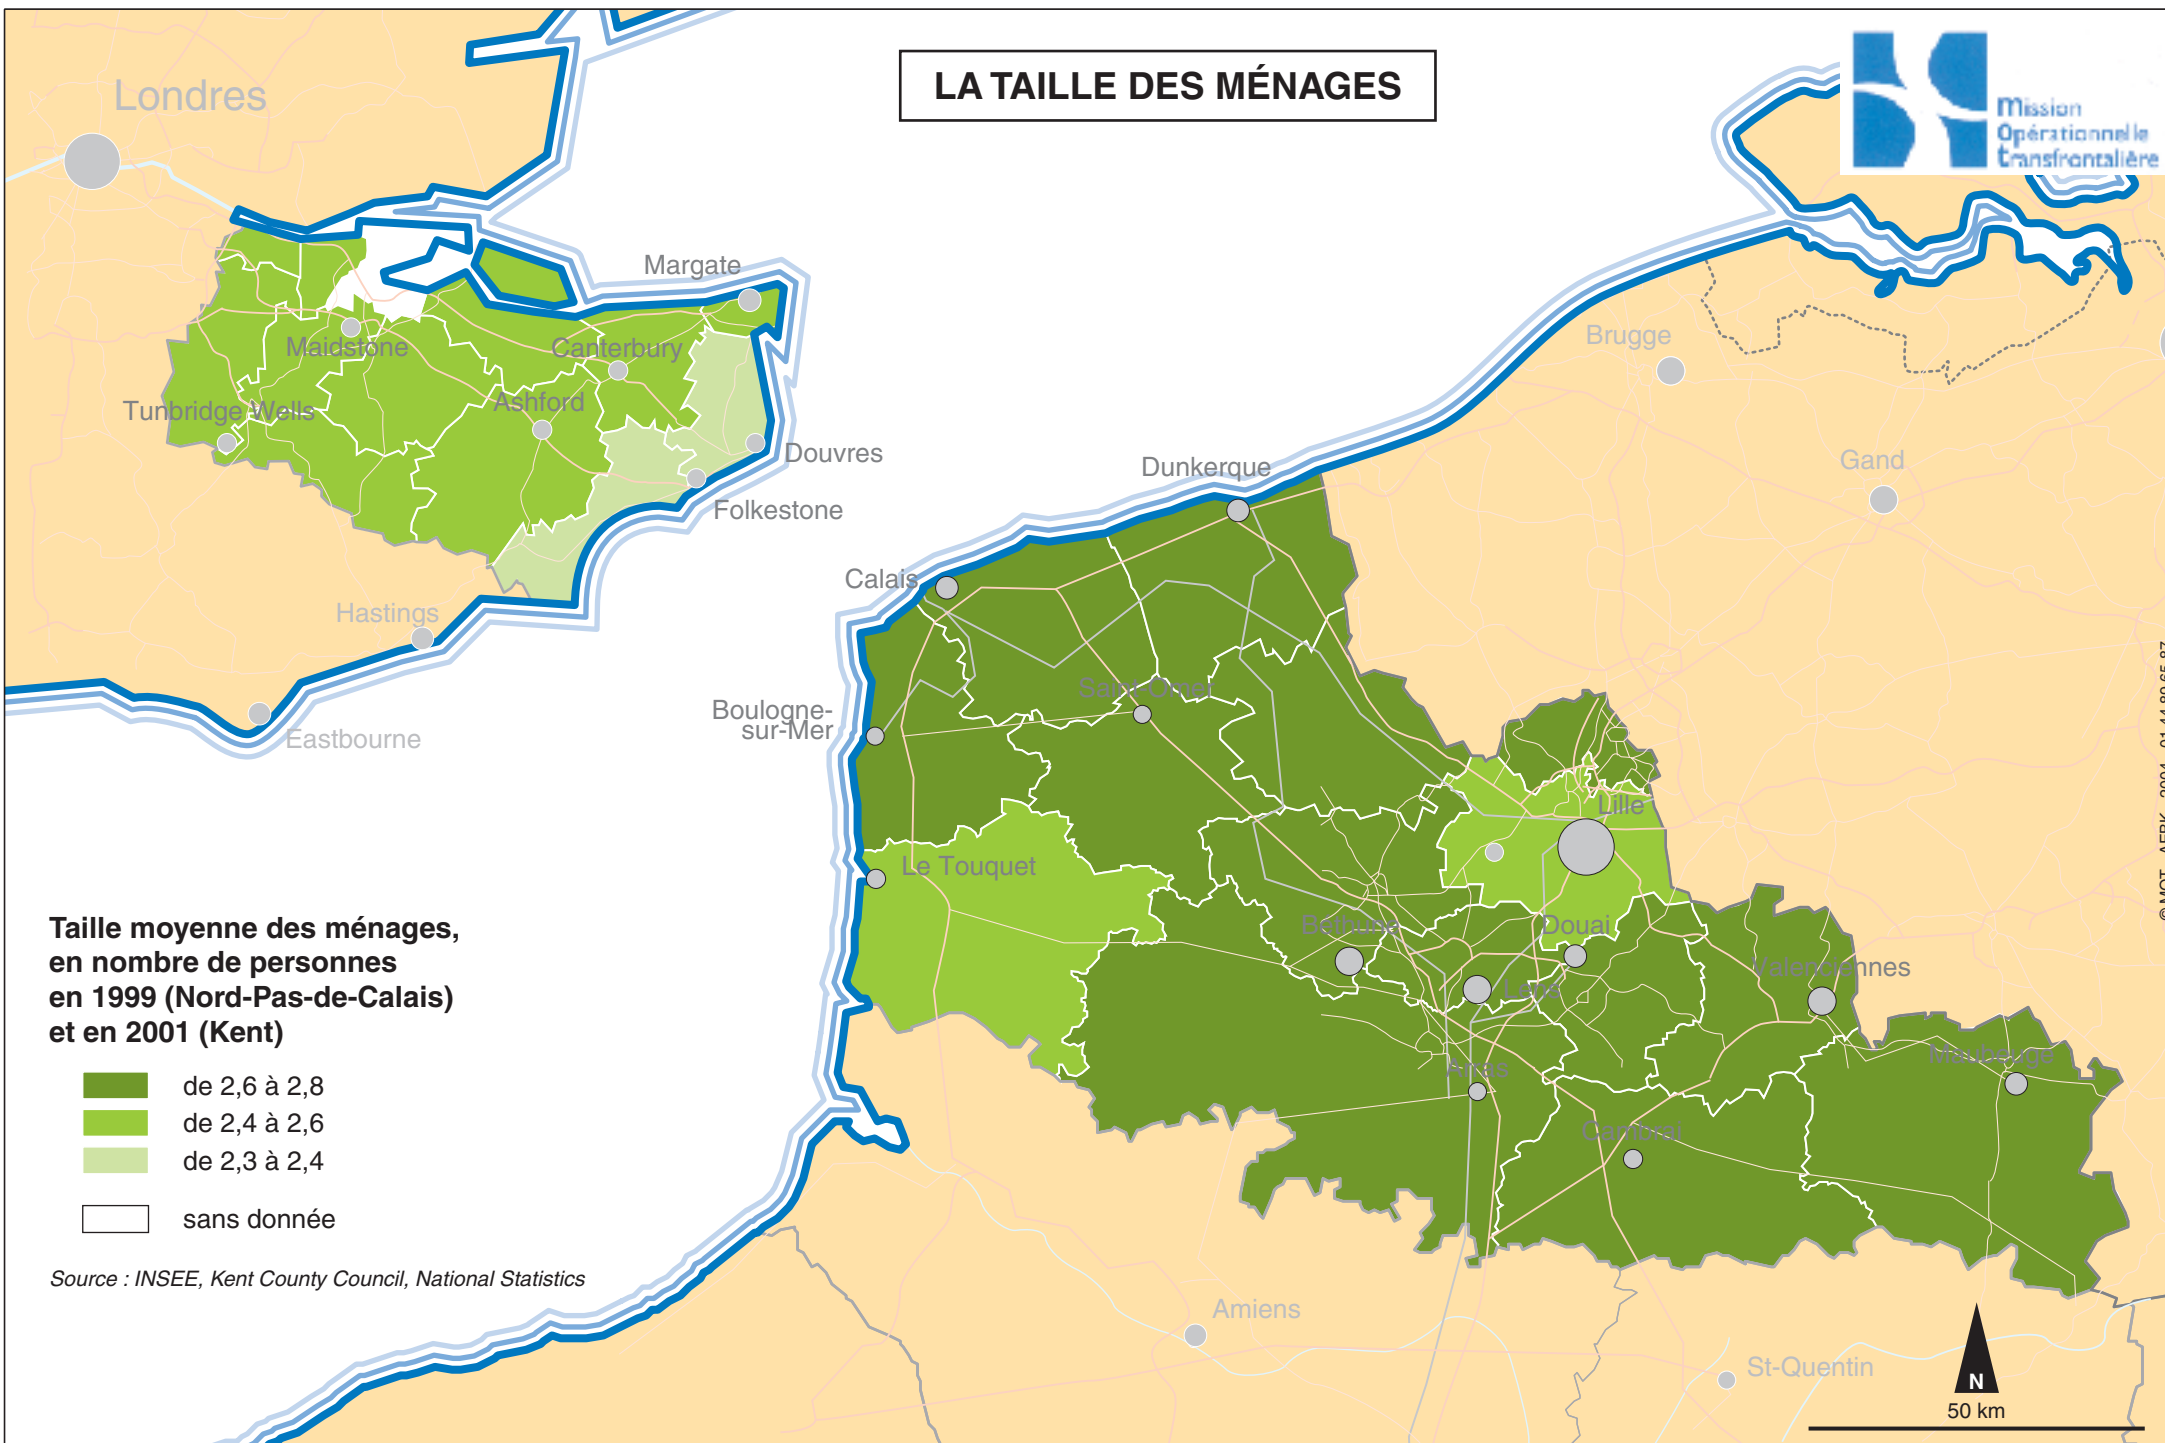 LA TAILLE DES MÉNAGES
mission
opérationnelle
transfrontalière
Londres
Margate
Maidstone
Canterbury
Tunbridge Wells
Ashford
Douvres
Folkestone
Hastings
Eastbourne
Brugge
Gand
Dunkerque
Calais
Saint-Omer
Boulogne-
sur-Mer
Lille
Le Touquet
Béthune
Douai
Lens
Valenciennes
Maubeuge
Arras
Cambrai
Amiens
St-Quentin
Taille moyenne des ménages,
en nombre de personnes
en 1999 (Nord-Pas-de-Calais)
et en 2001 (Kent)
de 2,6 à 2,8
de 2,4 à 2,6
de 2,3 à 2,4
sans donnée
Source : INSEE, Kent County Council, National Statistics
N
50 km